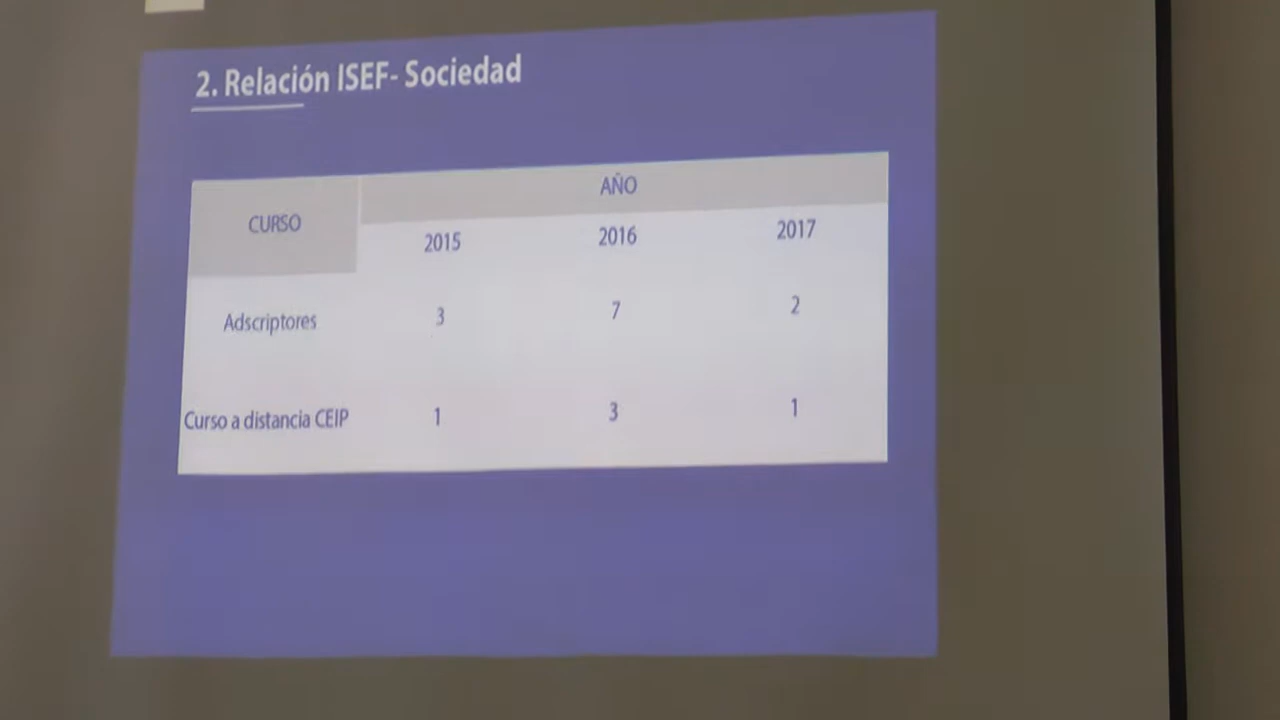 2. Relación ISEF- Sociedad
CURSO
AÑO
2015 2016 2017
Adscriptores 3 7 2
Curso a distancia CEIP 1 3 1